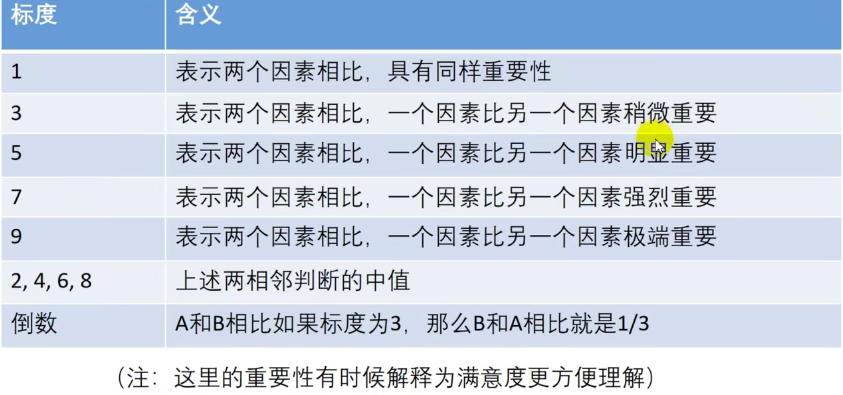 标度 含义
1 表示两个因素相比，具有同样重要性
3 表示两个因素相比，一个因素比另一个因素稍微重要
5 表示两个因素相比，一个因素比另一个因素明显重要
7 表示两个因素相比，一个因素比另一个因素强烈重要
9 表示两个因素相比，一个因素比另一个因素极端重要
2, 4, 6, 8 上述两相邻判断的中值
倒数 A和B相比如果标度为3，那么B和A相比就是1/3
（注：这里的重要性有时候解释为满意度更方便理解）